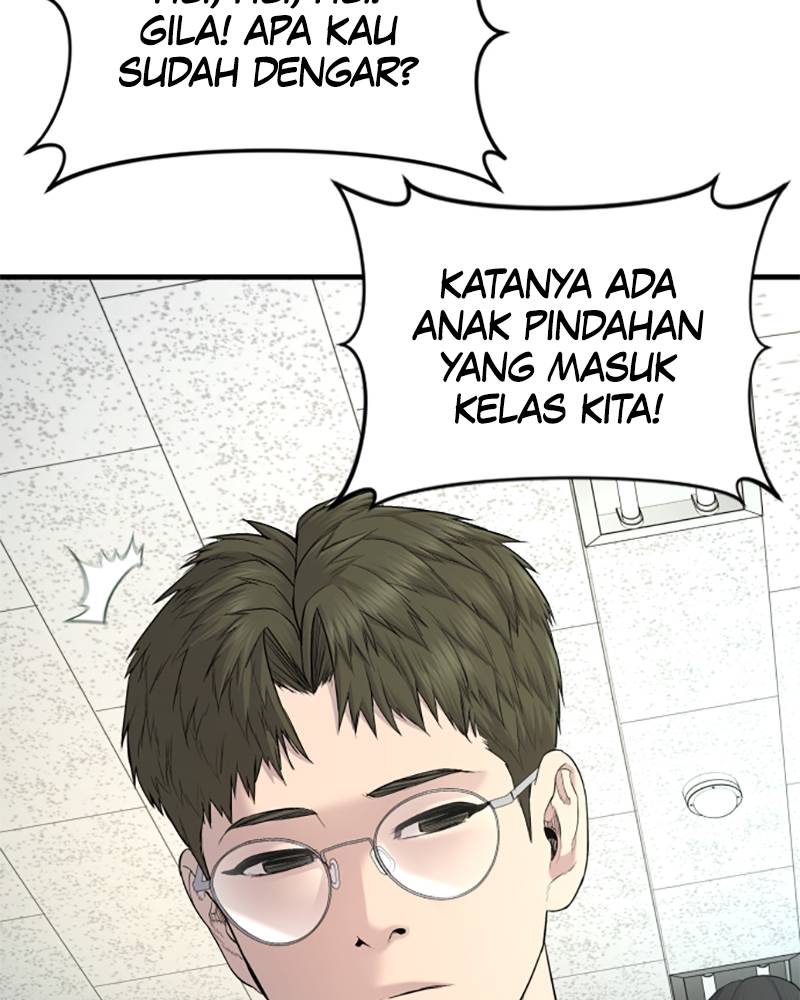 GILA! APA KAU
SUDAH DENGAR?
KATANYA ADA
ANAK PINDAHAN
YANG MASUK
KELAS KITA!